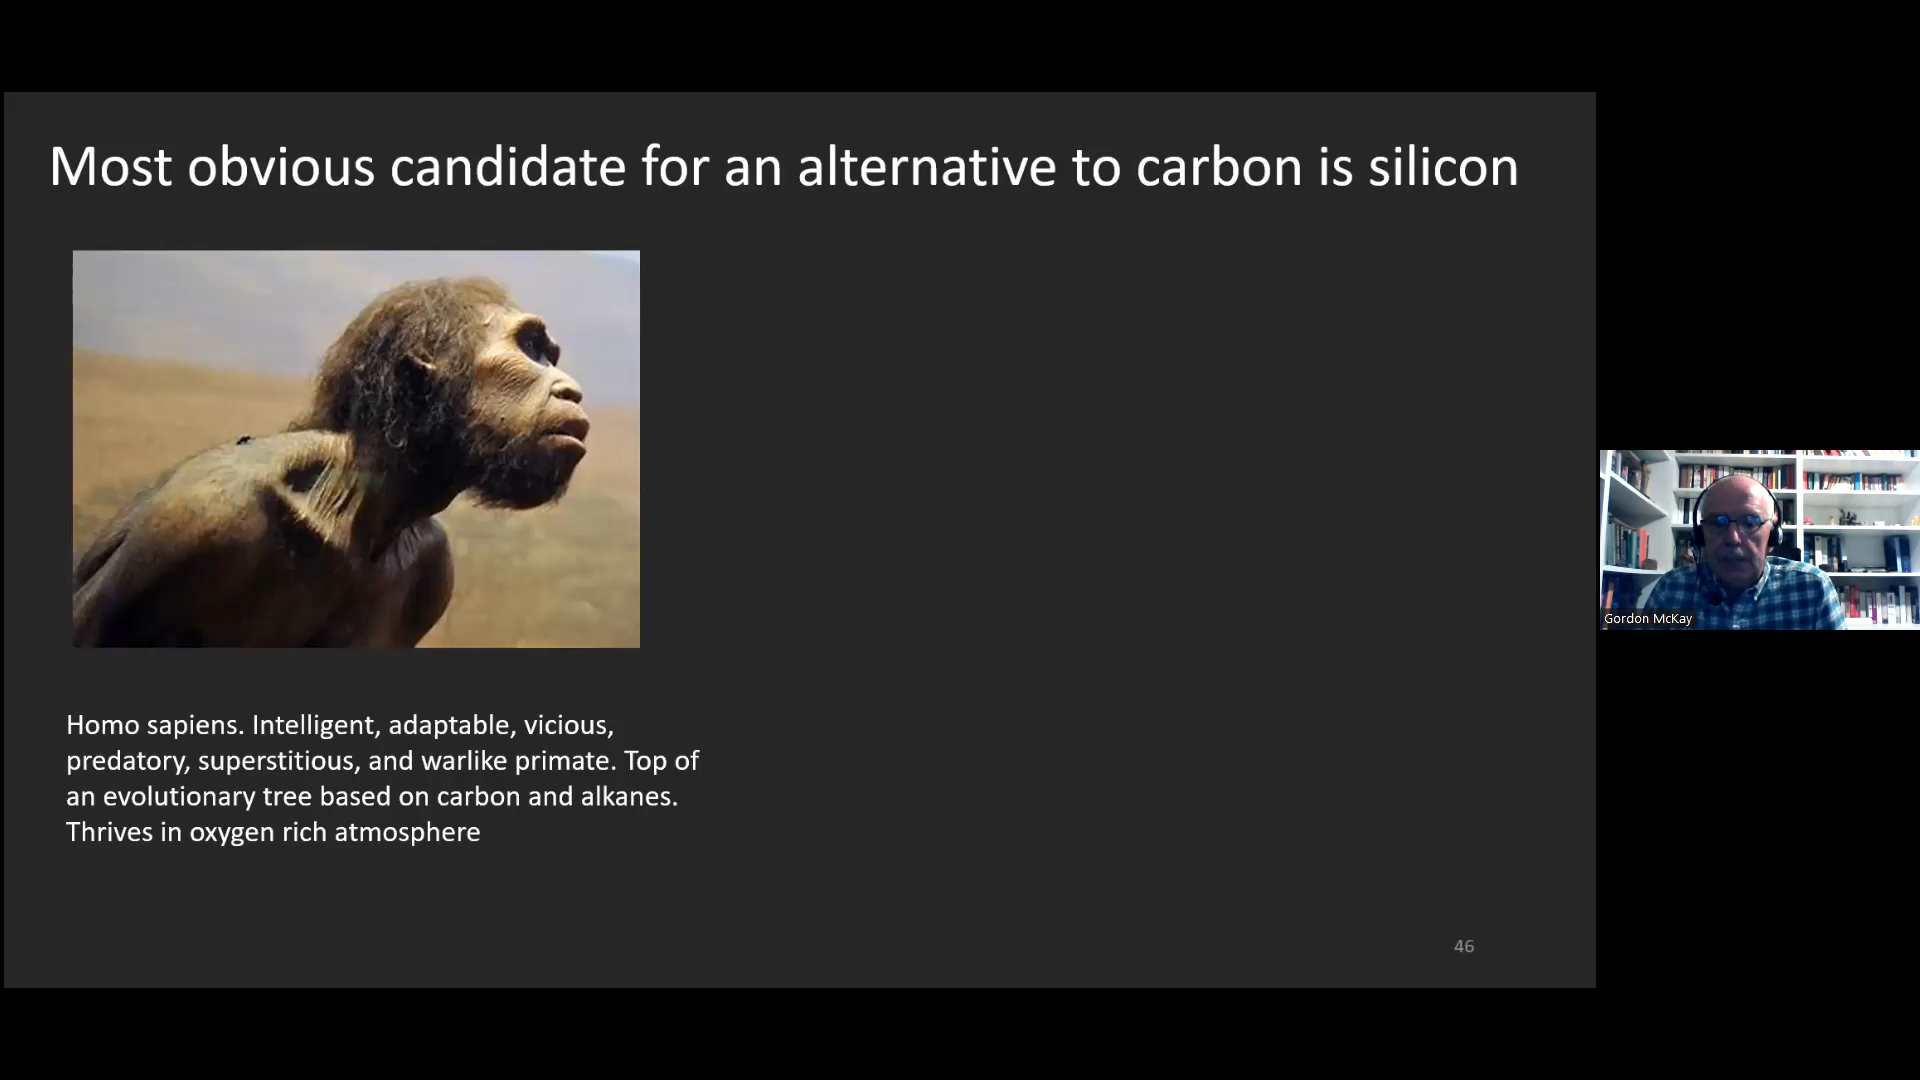 Most obvious candidate for an alternative to carbon is silicon
Homo sapiens. Intelligent, adaptable, vicious,
predatory, superstitious, and warlike primate. Top of
an evolutionary tree based on carbon and alkanes.
Thrives in oxygen rich atmosphere
46
Gordon McKay